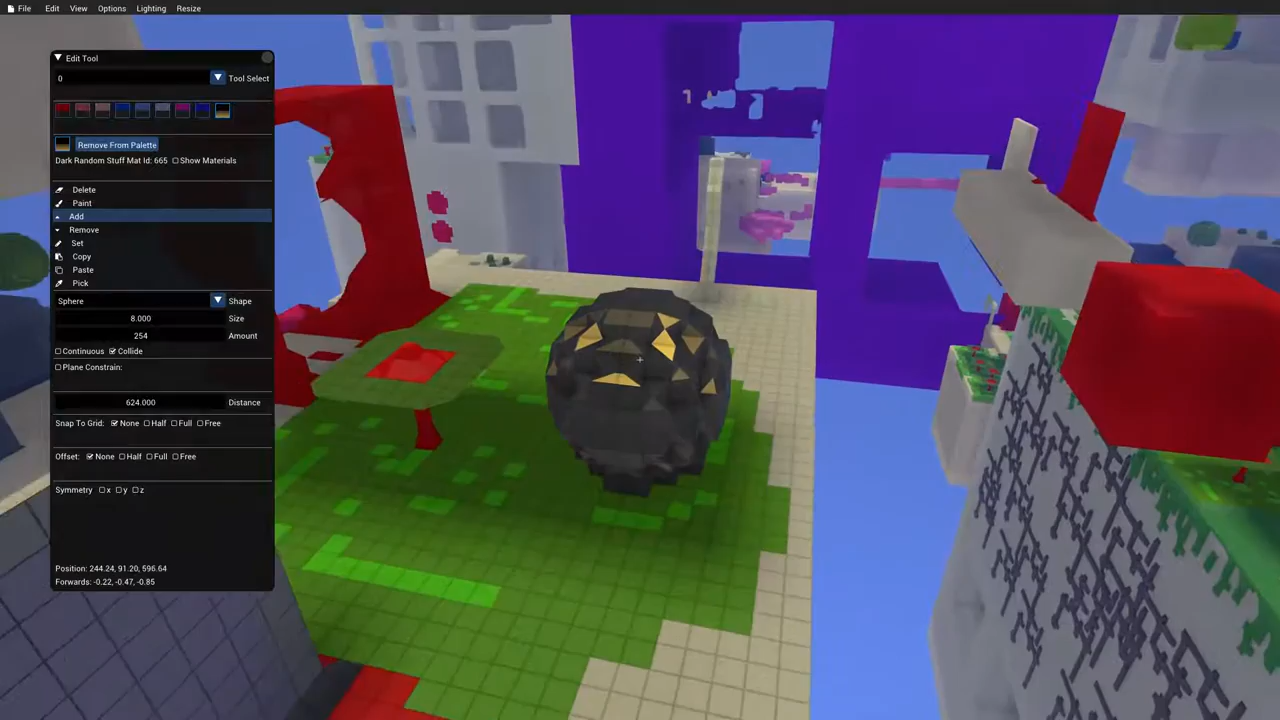 File Edit View Options Lighting Resize
Edit Tool
0 Tool Select
Remove From Palette
Dark Random Stuff Mat Id: 665 Show Materials
Delete
Paint
Add
Remove
Set
Copy
Paste
Pick
Sphere Shape
8.000 Size
254 Amount
Continuous Collide
Plane Constrain:
624.000 Distance
Snap To Grid: None Half Full Free
Offset: None Half Full Free
Symmetry x y z
Position: 244.24, 91.20, 596.64
Forwards: -0.22, -0.47, -0.85